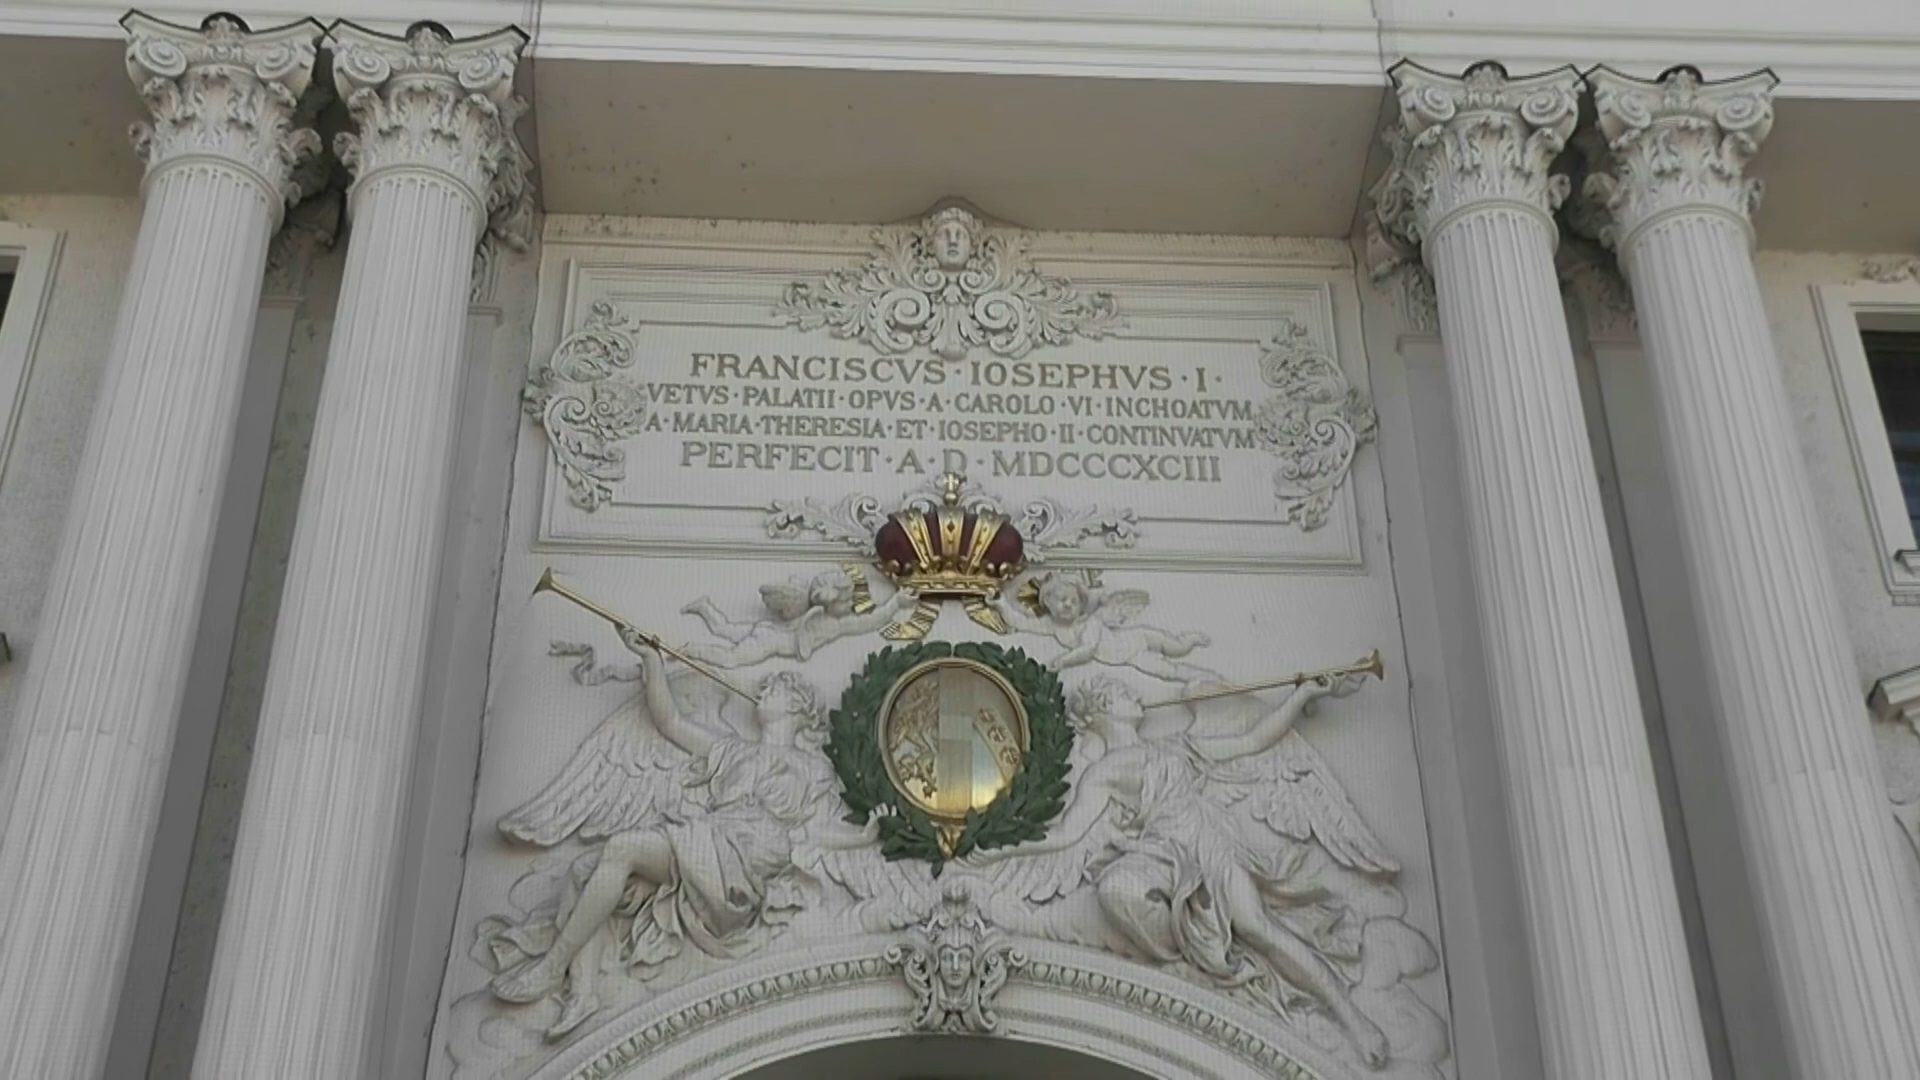 FRANCISCVS·IOSEPHVS·I·
VETVS·PALATII·OPVS·A·CAROLO·VI·INCHOATVM
A·MARIA·THERESIA·ET·IOSEPHO·II·CONTINVATVM
PERFECIT·A·D·MDCCCXCIII